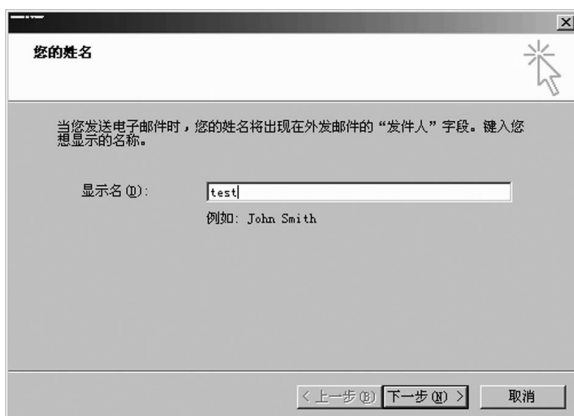 您的姓名
当您发送电子邮件时，您的姓名将出现在外发邮件的“发件人”字段。键入您
想显示的名称。
显示名(D):
test
例如: John Smith
< 上一步(B)
下一步(N) >
取消